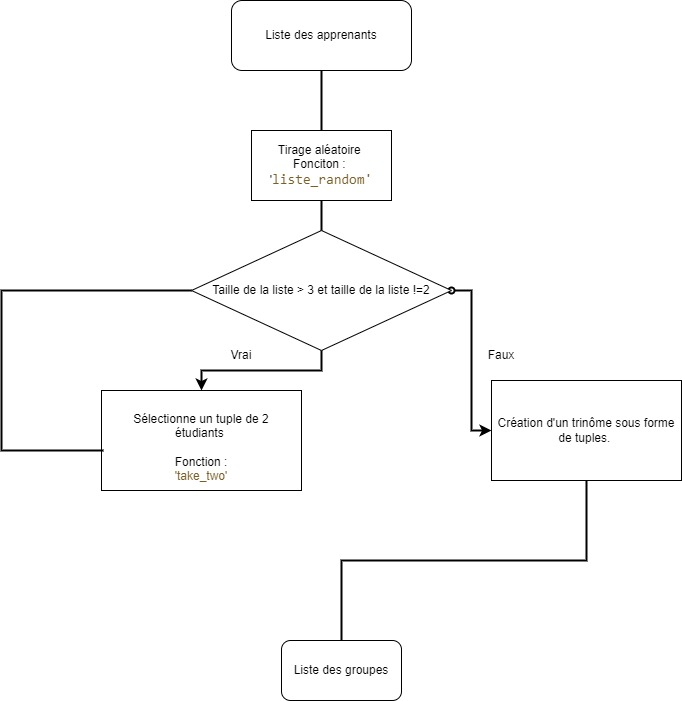 Liste des apprenants
Tirage aléatoire
Fonciton :
'liste_random'
Taille de la liste > 3 et taille de la liste !=2
Vrai
Faux
Sélectionne un tuple de 2
étudiants
Fonction :
'take_two'
Création d'un trinôme sous forme
de tuples.
Liste des groupes